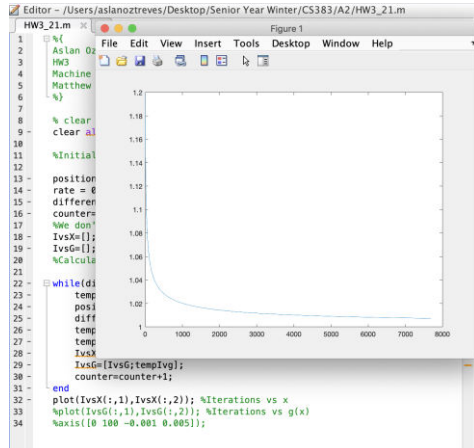 Editor - /Users/aslanoztreves/Desktop/Senior Year Winter/CS383/A2/HW3_21.m
HW3_21.m
Figure 1
File Edit View Insert Tools Desktop Window Help
1.2
1.18
1.16
1.14
1.12
1.1
1.08
1.06
1.04
1.02
1
0 1000 2000 3000 4000 5000 6000 7000 8000
1 %{
2 Aslan Oz
3 HW3
4 Machine
5 Matthew
6 %}
7
8 % clear
9 - clear al
10
11 %Initial
12
13 - position
14 - rate = 0
15 - differen
16 - counter=
17 %We don'
18 - IvsX=[];
19 - IvsG=[];
20 %Calcula
21
22 - while(di
23 - temp
24 - posi
25 - diff
26 - temp
27 - temp
28 - IvsX
29 - IvsG=[IvsG;tempIvg];
30 - counter=counter+1;
31 - end
32 - plot(IvsX(:,1),IvsX(:,2)); %Iterations vs x
33 %plot(IvsG(:,1),IvsG(:,2)); %Iterations vs g(x)
34 %axis([0 100 -0.001 0.005]);